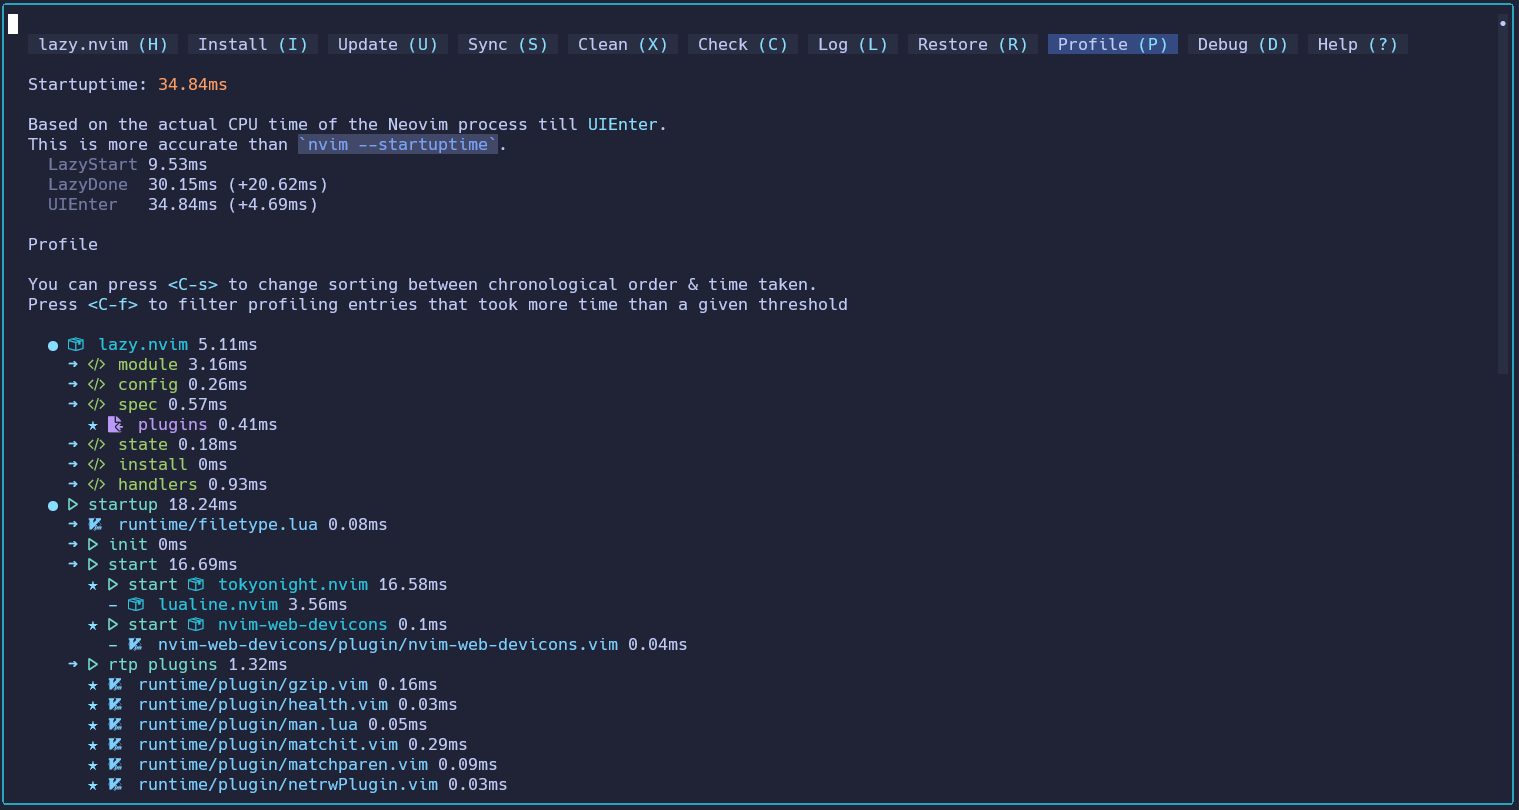 lazy.nvim (H) Install (I) Update (U) Sync (S) Clean (X) Check (C) Log (L) Restore (R) Profile (P) Debug (D) Help (?)
Startuptime: 34.84ms
Based on the actual CPU time of the Neovim process till UIEnter.
This is more accurate than `nvim --startuptime`.
LazyStart 9.53ms
LazyDone 30.15ms (+20.62ms)
UIEnter 34.84ms (+4.69ms)
Profile
You can press <C-s> to change sorting between chronological order & time taken.
Press <C-f> to filter profiling entries that took more time than a given threshold
● lazy.nvim 5.11ms
➜ </> module 3.16ms
➜ </> config 0.26ms
➜ </> spec 0.57ms
★ plugins 0.41ms
➜ </> state 0.18ms
➜ </> install 0ms
➜ </> handlers 0.93ms
● startup 18.24ms
➜ runtime/filetype.lua 0.08ms
➜ init 0ms
➜ start 16.69ms
★ start tokyonight.nvim 16.58ms
‒ lualine.nvim 3.56ms
★ start nvim-web-devicons 0.1ms
‒ nvim-web-devicons/plugin/nvim-web-devicons.vim 0.04ms
➜ rtp plugins 1.32ms
★ runtime/plugin/gzip.vim 0.16ms
★ runtime/plugin/health.vim 0.03ms
★ runtime/plugin/man.lua 0.05ms
★ runtime/plugin/matchit.vim 0.29ms
★ runtime/plugin/matchparen.vim 0.09ms
★ runtime/plugin/netrwPlugin.vim 0.03ms